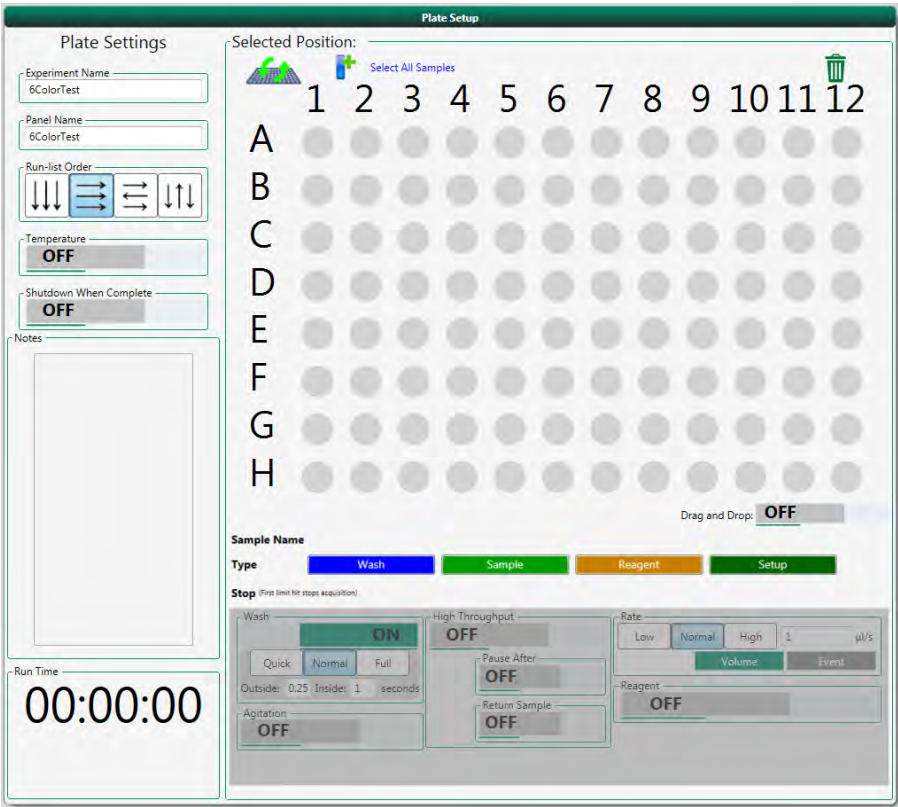 Plate Setup
Plate Settings
Experiment Name
6ColorTest
Panel Name
6ColorTest
Run-list Order
Temperature
OFF
Shutdown When Complete
OFF
Notes
Run Time
00:00:00
Selected Position:
Select All Samples
1 2 3 4 5 6 7 8 9 10 11 12
A
B
C
D
E
F
G
H
Drag and Drop: OFF
Sample Name
Type Wash Sample Reagent Setup
Stop (First limit hit stops acquisition)
Wash
ON
Quick Normal Full
Outside: 0.25 Inside: 1 seconds
Agitation
OFF
High Throughput
OFF
Pause After
OFF
Return Sample
OFF
Rate
Low Normal High 1 µl/s
Volume Event
Reagent
OFF